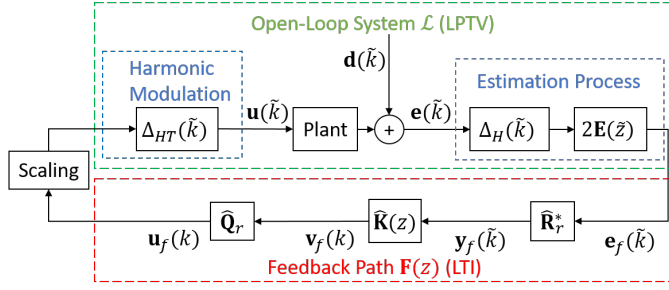 Open-Loop System ℒ (LPTV)
Harmonic
Modulation
d(k̃)
Estimation Process
Δ_HT(k̃)
u(k̃)
Plant
+
e(k̃)
Δ_H(k̃)
2E(z̃)
Scaling
u_f(k)
Q̂_r
v_f(k)
K̂(z)
y_f(k̃)
R̂_r^*
e_f(k̃)
Feedback Path F(z) (LTI)